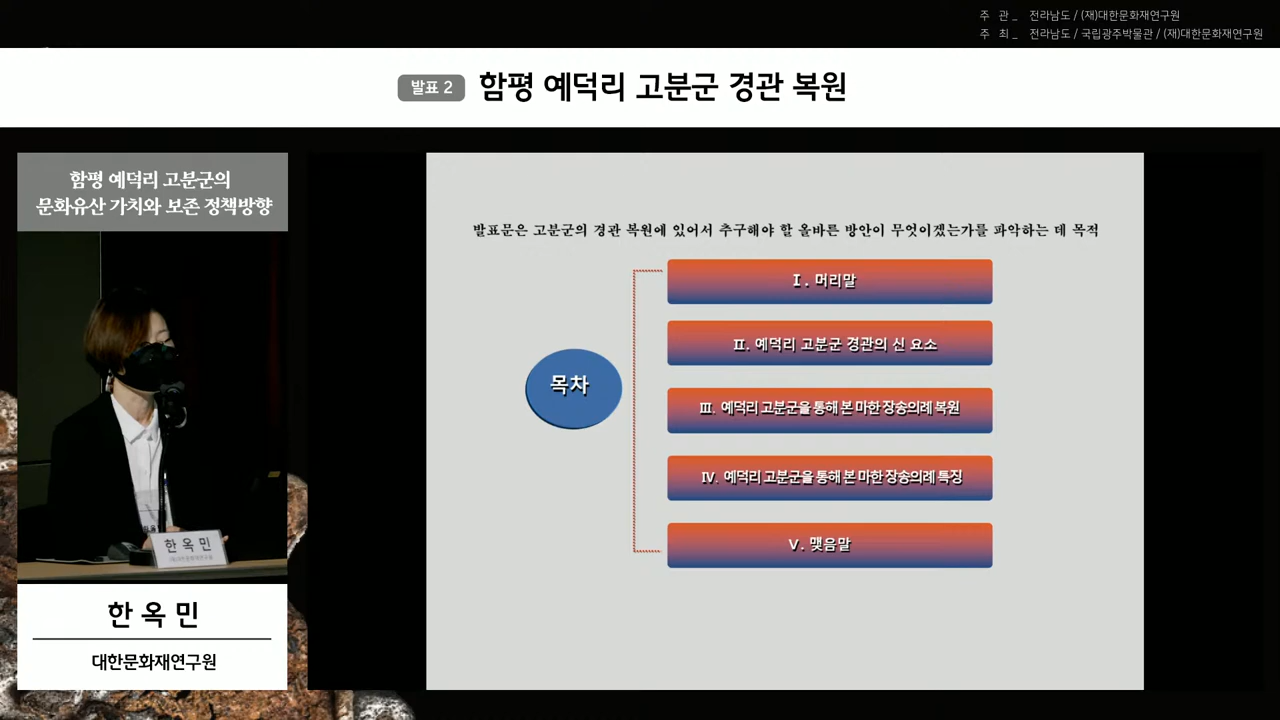 주 관 _ 전라남도 / (재)대한문화재연구원
주 최 _ 전라남도 / 국립광주박물관 / (재)대한문화재연구원
발표 2 함평 예덕리 고분군 경관 복원
함평 예덕리 고분군의
문화유산 가치와 보존 정책방향
발표문은 고분군의 경관 복원에 있어서 추구해야 할 올바른 방안이 무엇이겠는가를 파악하는 데 목적
목차
Ⅰ. 머리말
Ⅱ. 예덕리 고분군 경관의 신 요소
Ⅲ. 예덕리 고분군을 통해 본 마한 장송의례 복원
Ⅳ. 예덕리 고분군을 통해 본 마한 장송의례 특징
Ⅴ. 맺음말
한 옥 민
한 옥 민
대한문화재연구원